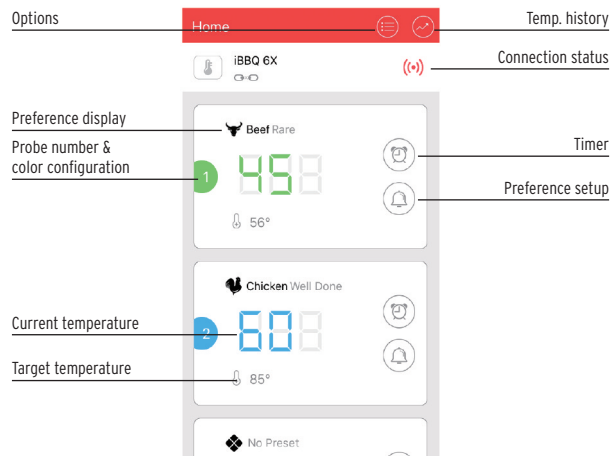 Options
Home
Temp. history
iBBQ 6X
Connection status
Preference display
Beef Rare
Probe number &
color configuration
1
45
Timer
Preference setup
56°
Chicken Well Done
Current temperature
2
60
Target temperature
85°
No Preset